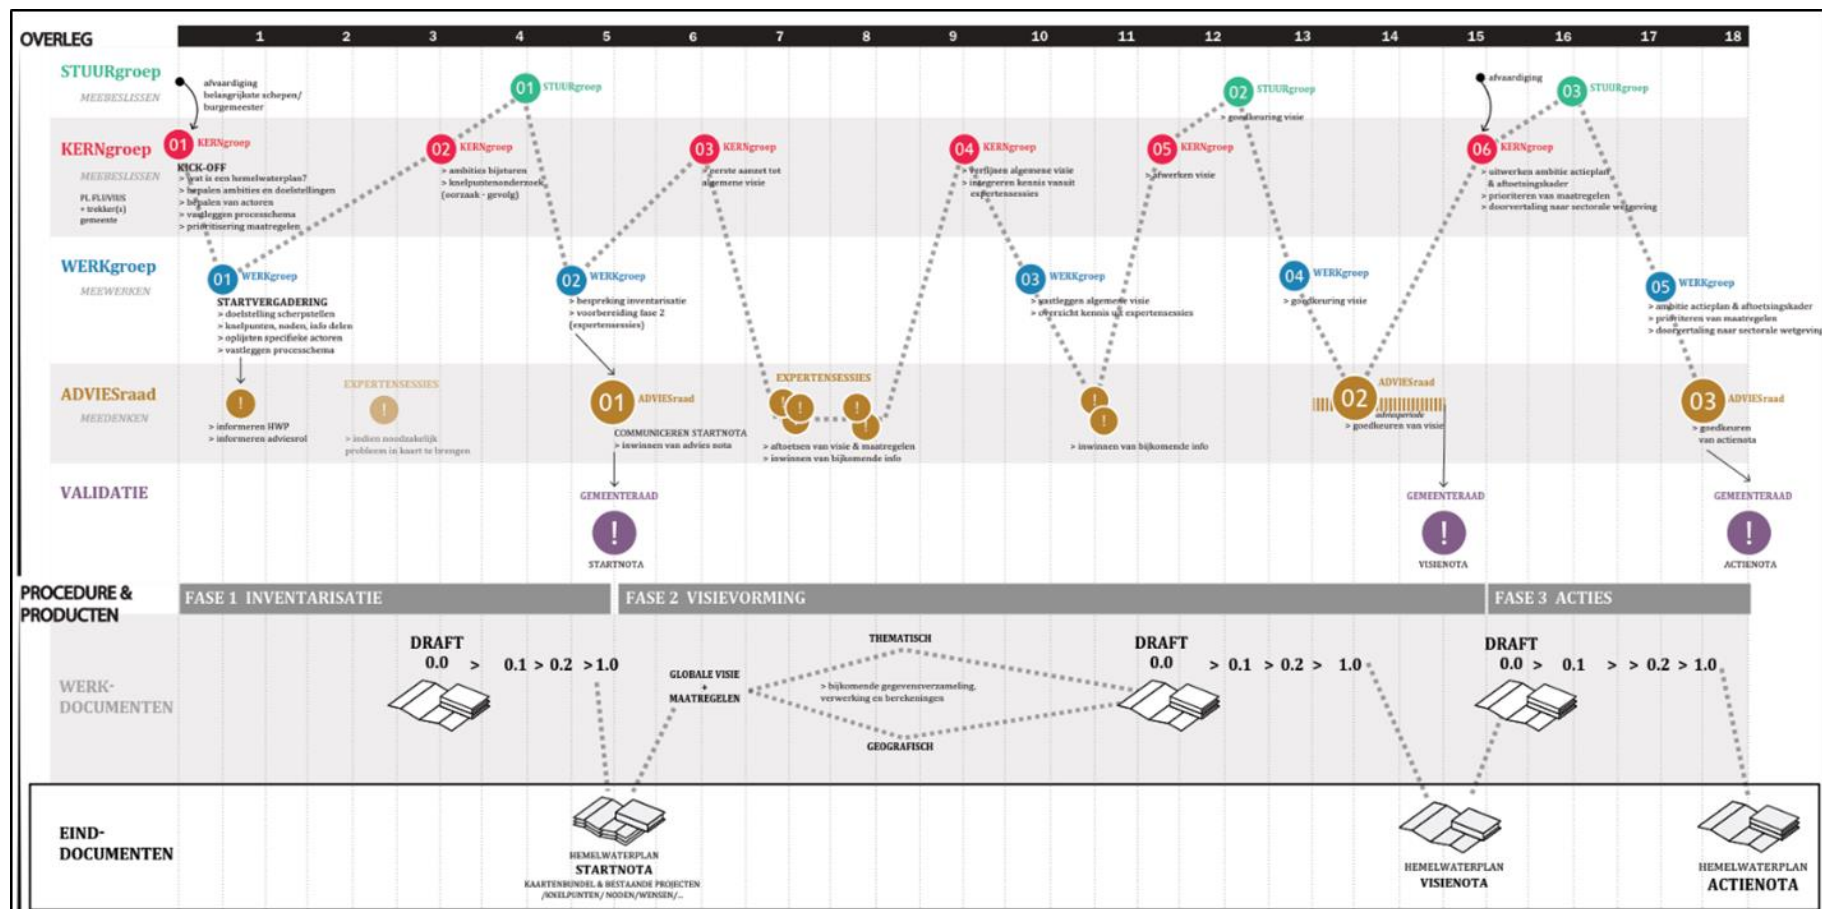 OVERLEG
1 2 3 4 5 6 7 8 9 10 11 12 13 14 15 16 17 18
STUURgroep
MEEBESLISSEN
afvaardiging
belangrijkste schepen/
burgemeester
01 STUURgroep
02 STUURgroep
> goedkeuring visie
afvaardiging
03 STUURgroep
KERNgroep
MEEBESLISSEN
PL FLUVIUS
+ trekker(s)
gemeente
01 KERNgroep
KICK-OFF
> wat is een hemelwaterplan?
> bepalen ambities en doelstellingen
> bepalen van actoren
> vastleggen processchema
> prioritisering maatregelen
02 KERNgroep
> ambities bijsturen
> knelpuntenonderzoek
(oorzaak - gevolg)
03 KERNgroep
> eerste aanzet tot
algemene visie
04 KERNgroep
> verfijnen algemene visie
> integreren kennis vanuit
expertensessies
05 KERNgroep
> afwerken visie
06 KERNgroep
> uitwerken ambitie actieplan
& aftoetsingskader
> prioriteren van maatregelen
> doorvertaling naar sectorale wetgeving
WERKgroep
MEEWERKEN
01 WERKgroep
STARTVERGADERING
> doelstelling scherpstellen
> knelpunten, noden, info delen
> oplijsten specifieke actoren
> vastleggen processchema
02 WERKgroep
> bespreking inventarisatie
> voorbereiding fase 2
(expertensessies)
03 WERKgroep
> vastleggen algemene visie
> overzicht kennis uit expertensessies
04 WERKgroep
> goedkeuring visie
05 WERKgroep
> ambitie actieplan & aftoetsingskader
> prioriteren van maatregelen
> doorvertaling naar sectorale wetgeving
ADVIESraad
MEEDENKEN
!
> informeren HWP
> informeren adviesrol
EXPERTENSESSIES
!
> indien noodzakelijk
probleem in kaart te brengen
01 ADVIESraad
COMMUNICEREN STARTNOTA
> inwinnen van advies nota
EXPERTENSESSIES
! ! ! ! !
> aftoetsen van visie & maatregelen
> inwinnen van bijkomende info
! !
> inwinnen van bijkomende info
02 ADVIESraad
adviesperiode
> goedkeuren van visie
03 ADVIESraad
> goedkeuren
van actienota
VALIDATIE
GEMEENTERAAD
!
STARTNOTA
GEMEENTERAAD
!
VISIENOTA
GEMEENTERAAD
!
ACTIENOTA
PROCEDURE &
PRODUCTEN
FASE 1 INVENTARISATIE
FASE 2 VISIEVORMING
FASE 3 ACTIES
WERK-
DOCUMENTEN
DRAFT
0.0 > 0.1 > 0.2 >1.0
GLOBALE VISIE
+
MAATREGELEN
THEMATISCH
> bijkomende gegevensverzameling,
verwerking en berekeningen
GEOGRAFISCH
DRAFT
0.0 > 0.1 > 0.2 > 1.0
DRAFT
0.0 > 0.1 > > 0.2 > 1.0
EIND-
DOCUMENTEN
HEMELWATERPLAN
STARTNOTA
KAARTENBUNDEL & BESTAANDE PROJECTEN
/KNELPUNTEN/ NODEN/WENSEN/...
HEMELWATERPLAN
VISIENOTA
HEMELWATERPLAN
ACTIENOTA